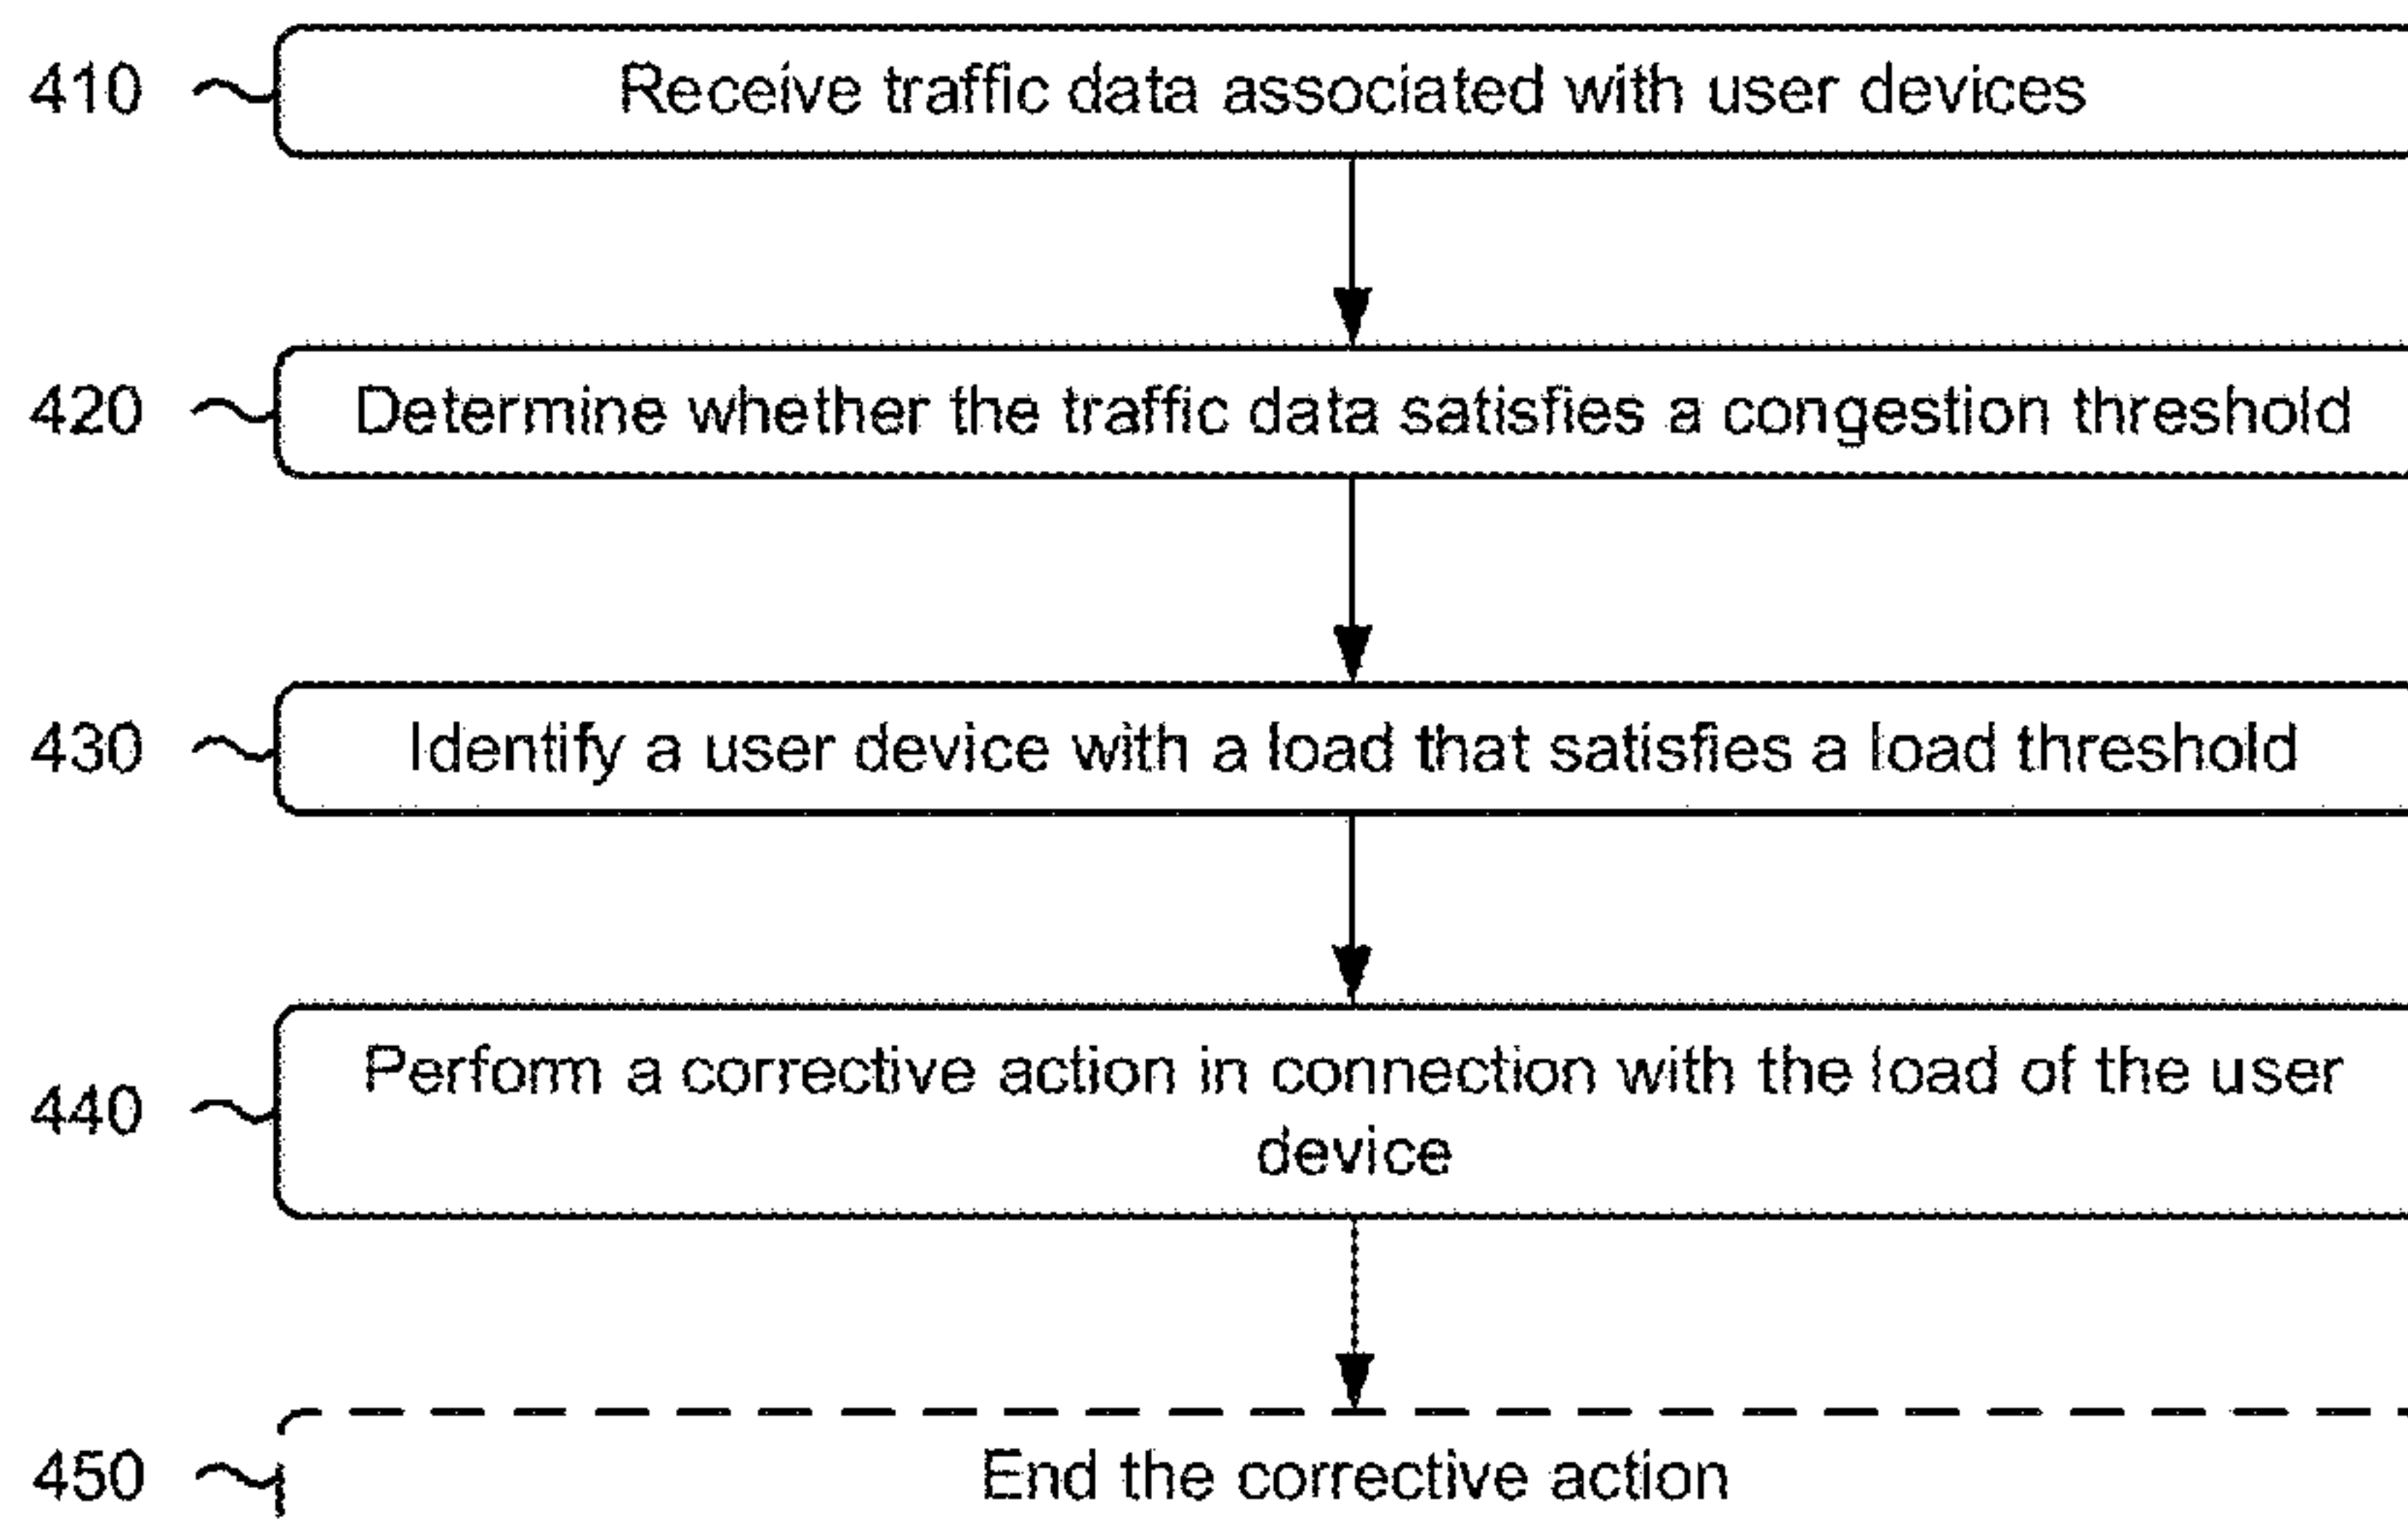 410 Receive traffic data associated with user devices
420 Determine whether the traffic data satisfies a congestion threshold
430 Identify a user device with a load that satisfies a load threshold
440 Perform a corrective action in connection with the load of the user
device
450 End the corrective action